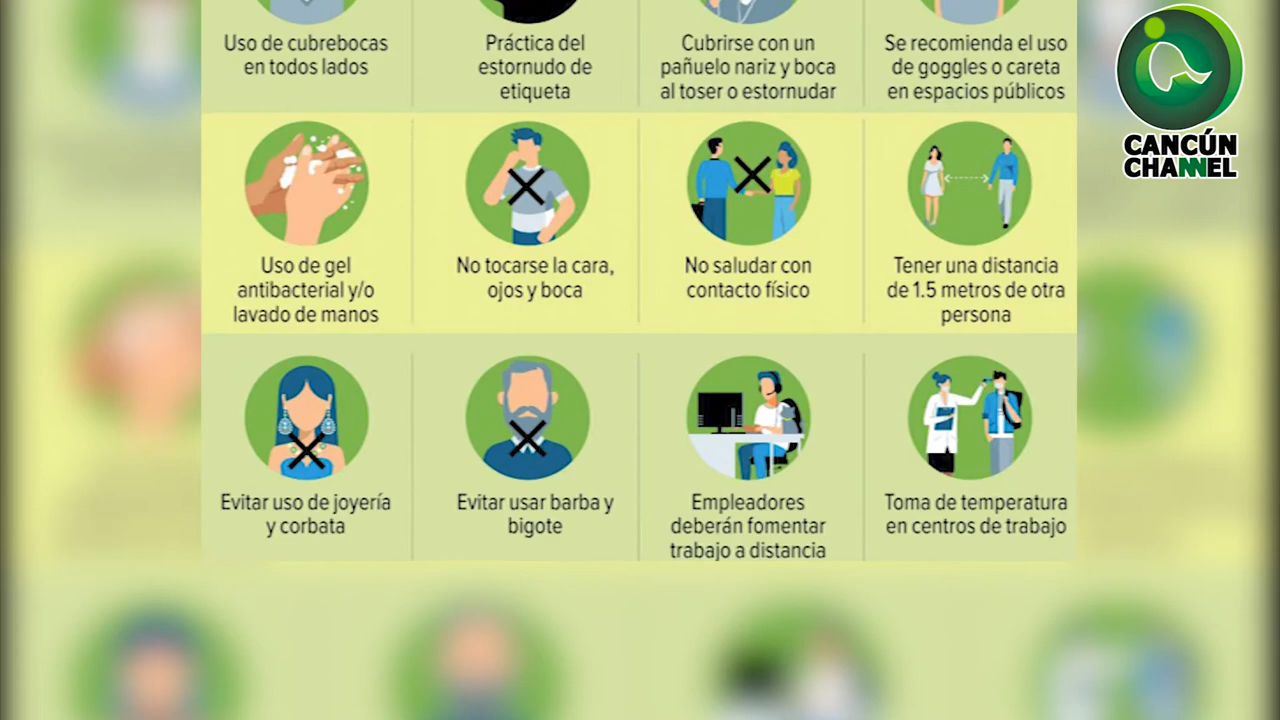 Uso de cubrebocas
en todos lados
Práctica del
estornudo de
etiqueta
Cubrirse con un
pañuelo nariz y boca
al toser o estornudar
Se recomienda el uso
de goggles o careta
en espacios públicos
CANCÚN
CHANNEL
Uso de gel
antibacterial y/o
lavado de manos
No tocarse la cara,
ojos y boca
No saludar con
contacto físico
Tener una distancia
de 1.5 metros de otra
persona
Evitar uso de joyería
y corbata
Evitar usar barba y
bigote
Empleadores
deberán fomentar
trabajo a distancia
Toma de temperatura
en centros de trabajo